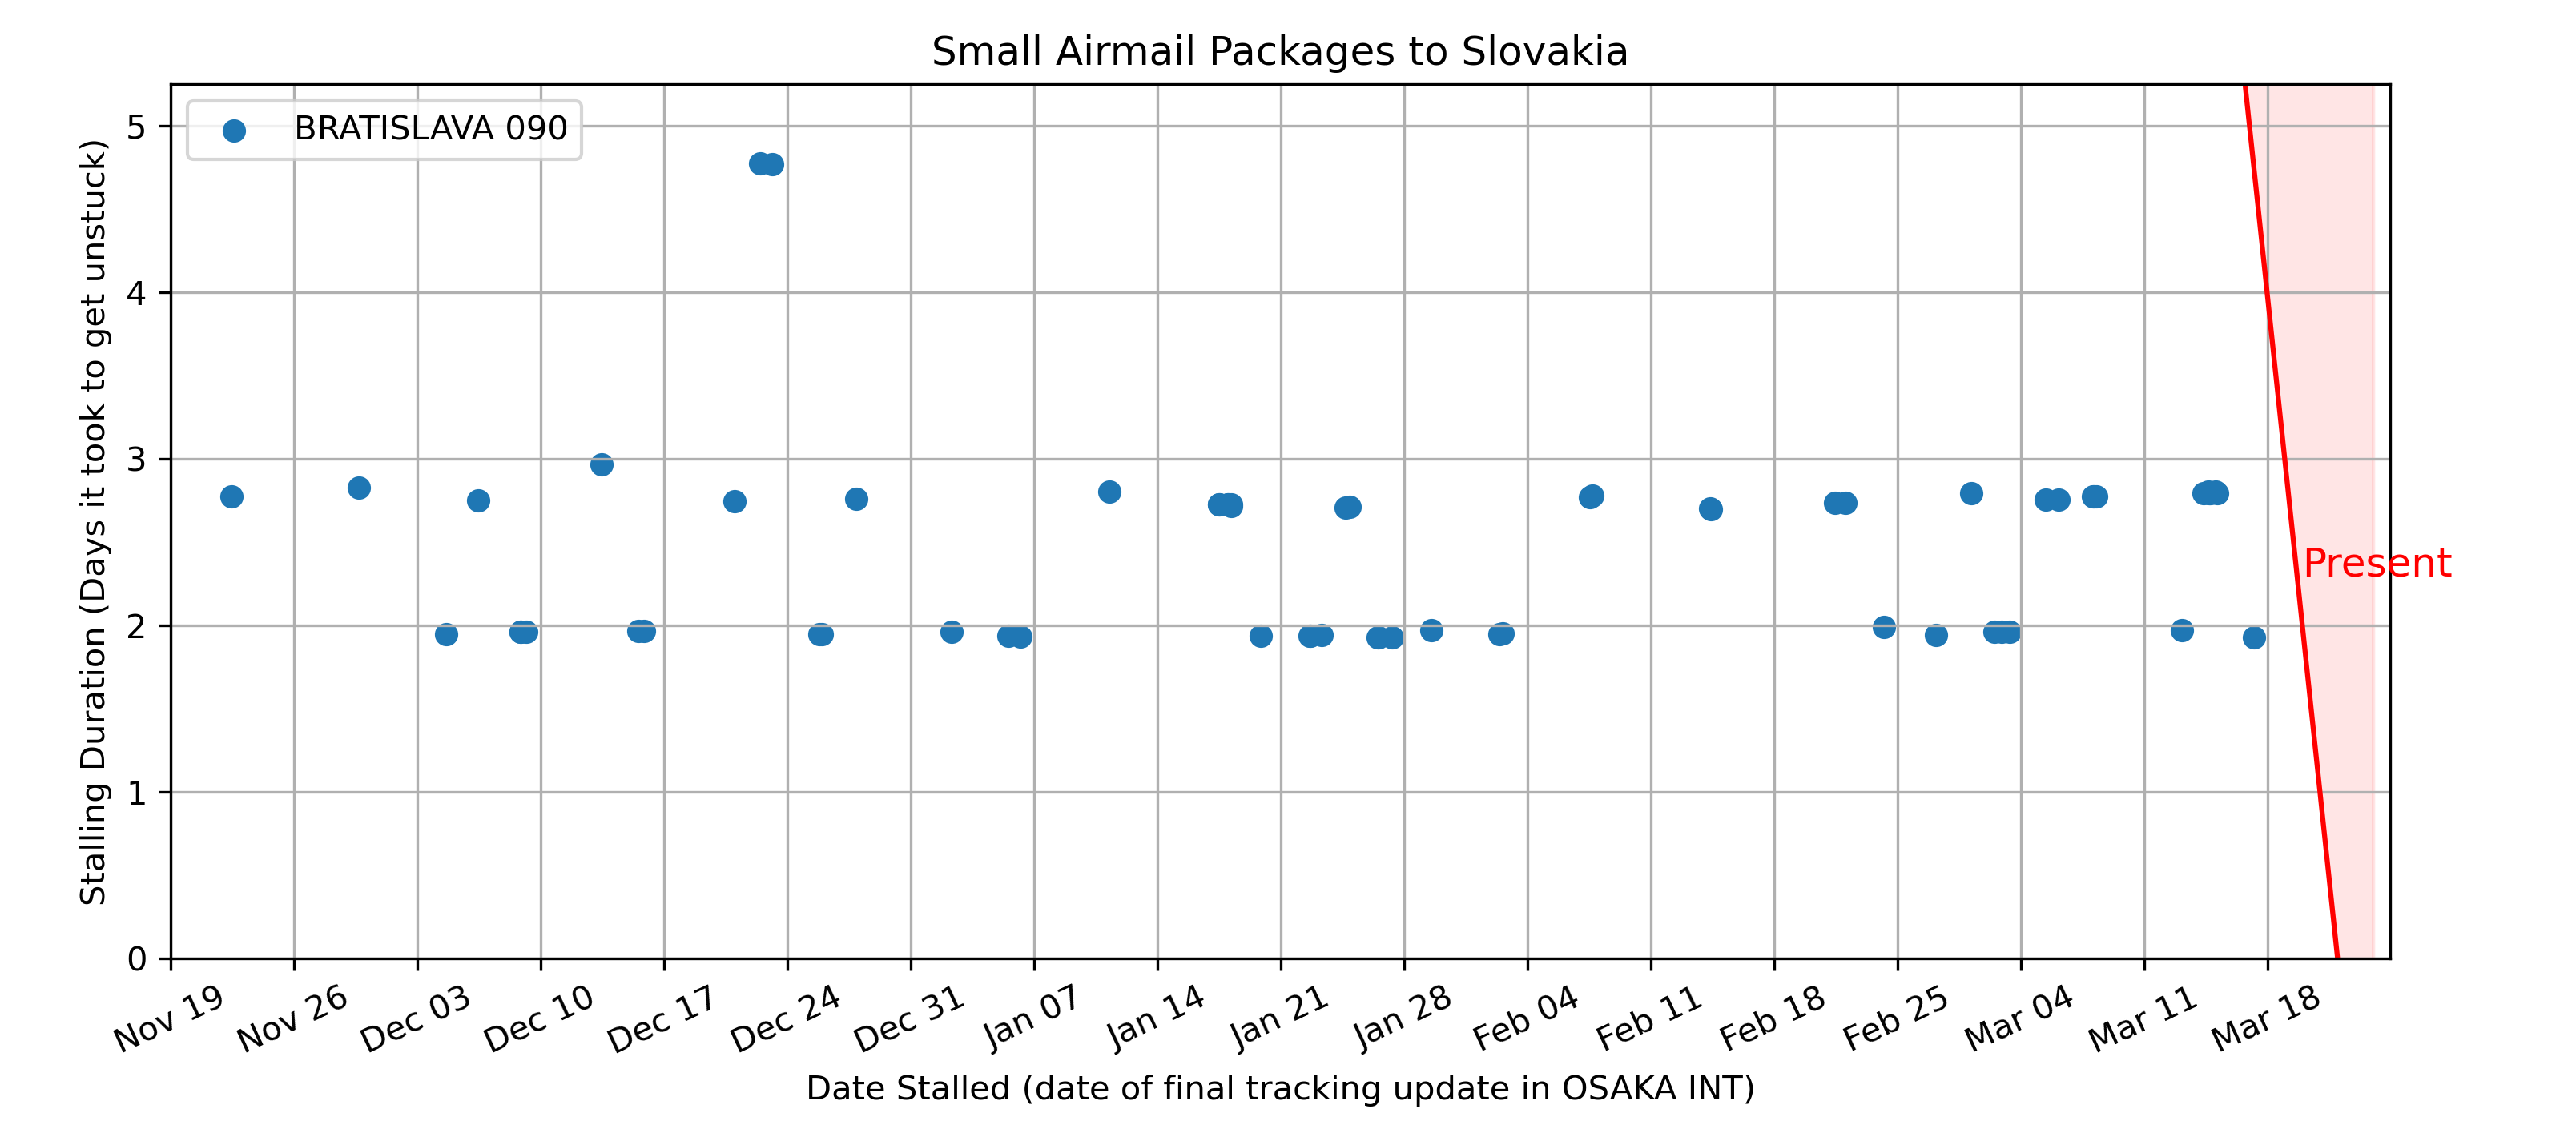 Small Airmail Packages to Slovakia
BRATISLAVA 090
Stalling Duration (Days it took to get unstuck)
5
4
3
2
1
0
Present
Nov 19
Nov 26
Dec 03
Dec 10
Dec 17
Dec 24
Dec 31
Jan 07
Jan 14
Jan 21
Jan 28
Feb 04
Feb 11
Feb 18
Feb 25
Mar 04
Mar 11
Mar 18
Date Stalled (date of final tracking update in OSAKA INT)